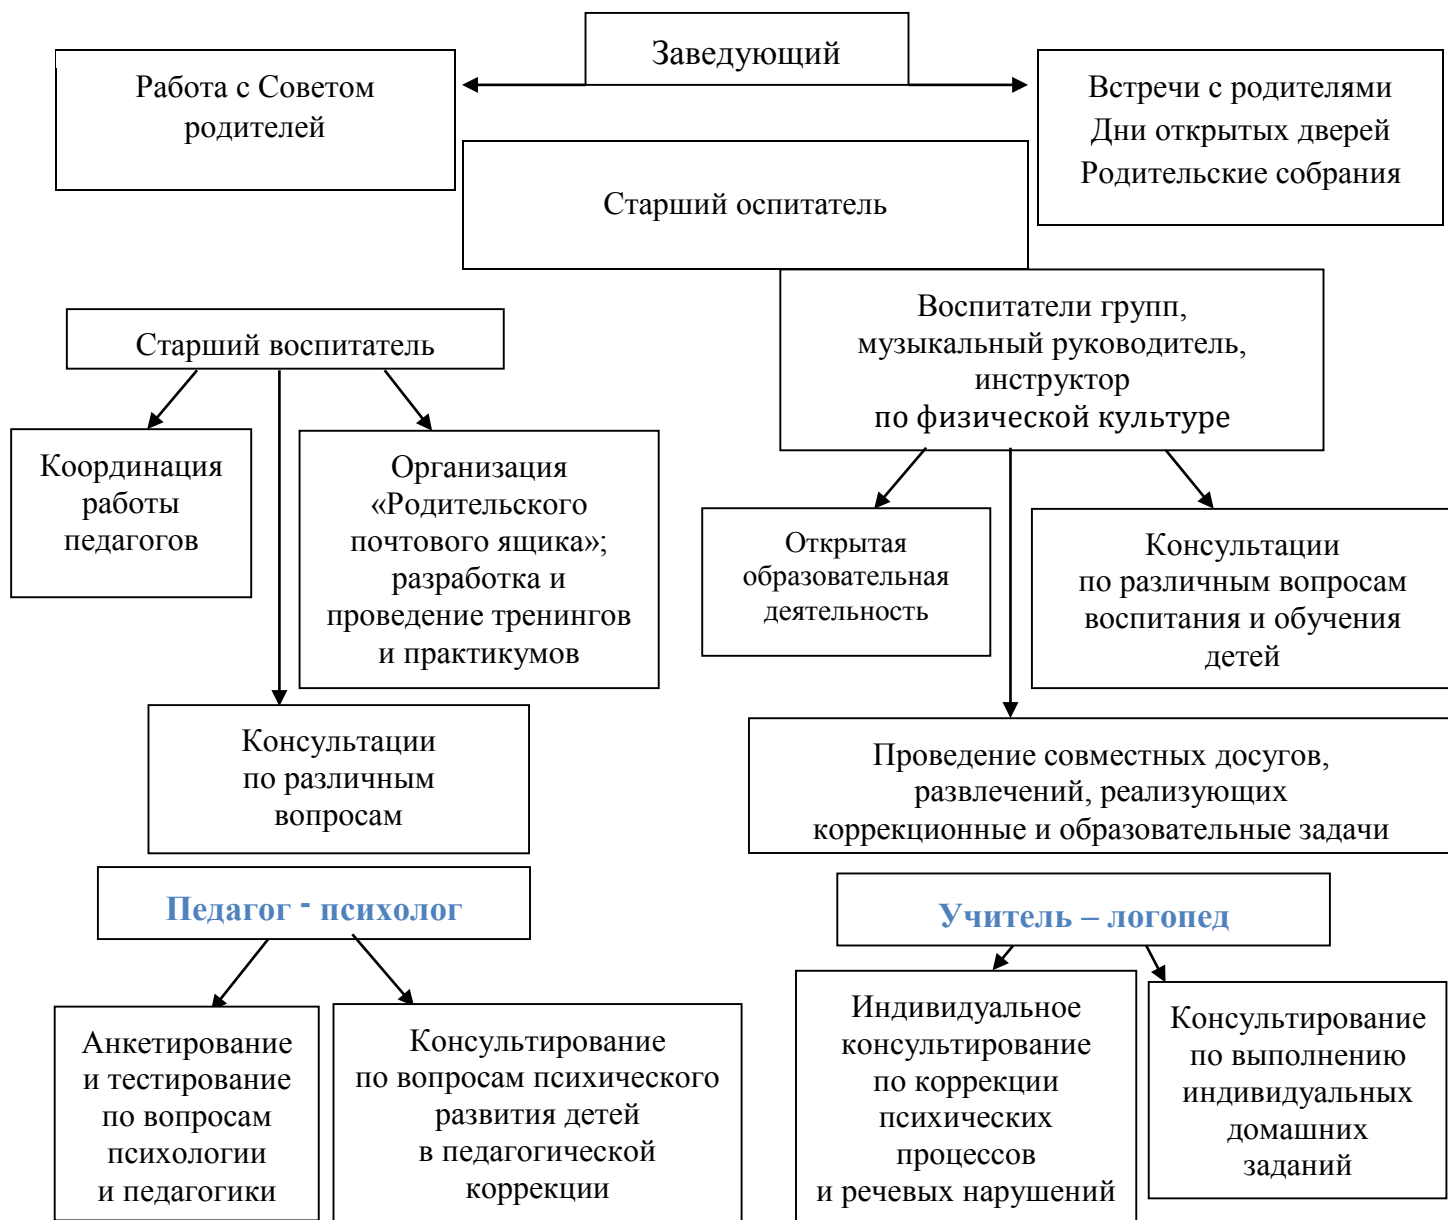 Заведующий
Работа с Советом
родителей
Встречи с родителями
Дни открытых дверей
Родительские собрания
Старший оспитатель
Старший воспитатель
Воспитатели групп,
музыкальный руководитель,
инструктор
по физической культуре
Координация
работы
педагогов
Организация
«Родительского
почтового ящика»;
разработка и
проведение тренингов
и практикумов
Открытая
образовательная
деятельность
Консультации
по различным вопросам
воспитания и обучения
детей
Консультации
по различным
вопросам
Проведение совместных досугов,
развлечений, реализующих
коррекционные и образовательные задачи
Педагог - психолог
Учитель – логопед
Анкетирование
и тестирование
по вопросам
психологии
и педагогики
Консультирование
по вопросам психического
развития детей
в педагогической
коррекции
Индивидуальное
консультирование
по коррекции
психических
процессов
и речевых нарушений
Консультирование
по выполнению
индивидуальных
домашних
заданий